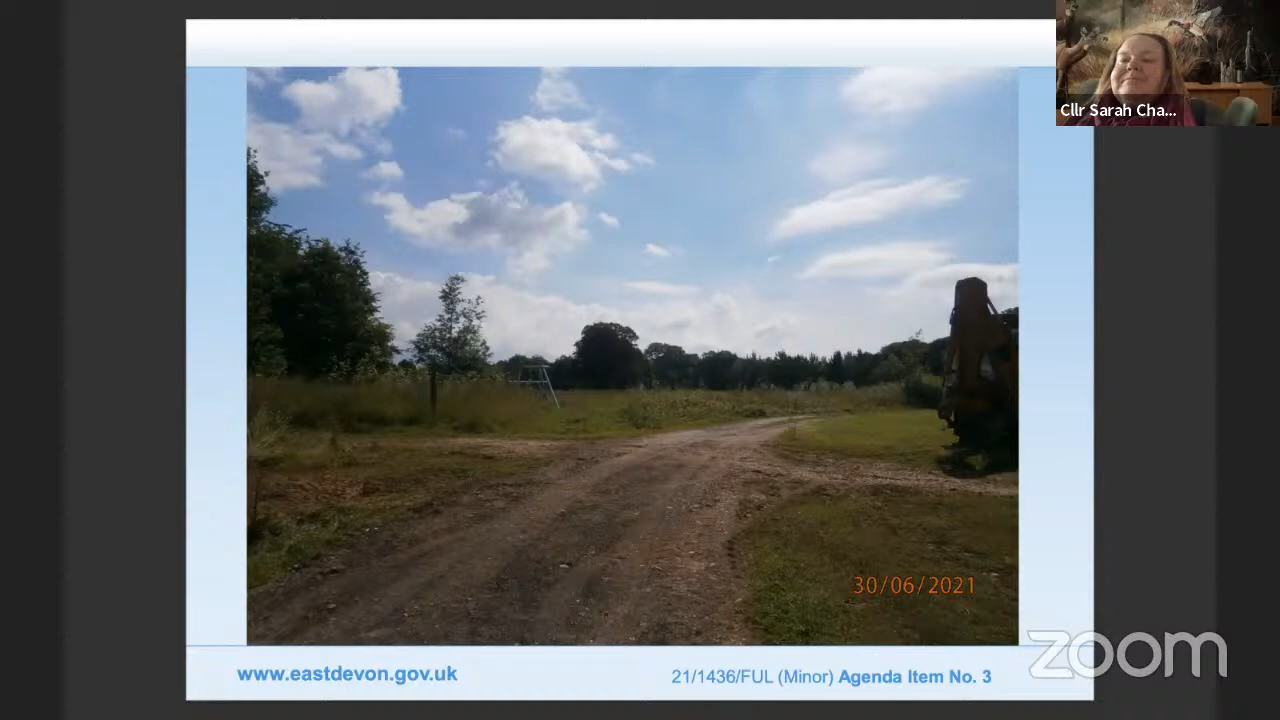 Cllr Sarah Cha...
30/06/2021
www.eastdevon.gov.uk
21/1436/FUL (Minor) Agenda Item No. 3
zoom